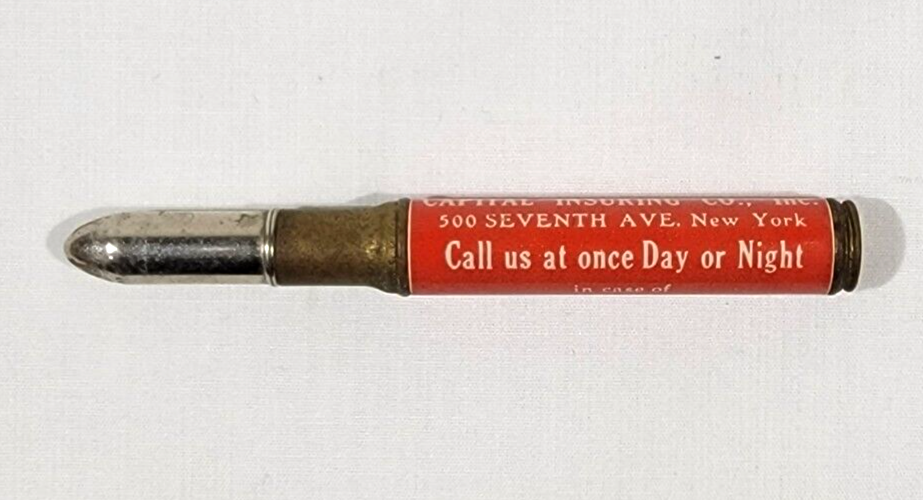 CAPITAL INSURING CO., Inc.
500 SEVENTH AVE. New York
Call us at once Day or Night
in case of